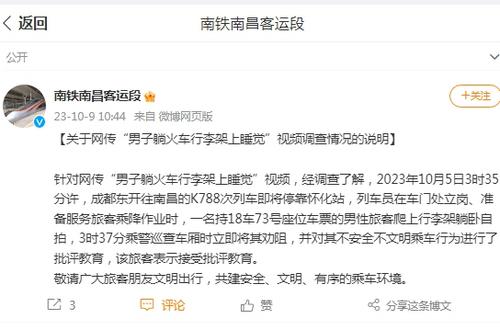 返回
南铁南昌客运段
公开
南铁南昌客运段
23-10-9 10:44 来自 微博网页版
+关注
【关于网传“男子躺火车行李架上睡觉”视频调查情况的说明】
针对网传“男子躺火车行李架上睡觉”视频，经调查了解，2023年10月5日3时35
分许，成都东开往南昌的K788次列车即将停靠怀化站，列车员在车门处立岗、准
备服务旅客乘降作业时，一名持18车73号座位车票的男性旅客爬上行李架躺卧自
拍，3时37分乘警巡查车厢时立即将其劝阻，并对其不安全不文明乘车行为进行了
批评教育，该旅客表示接受批评教育。
敬请广大旅客朋友文明出行，共建安全、文明、有序的乘车环境。
3 评论 赞 分享这条博文